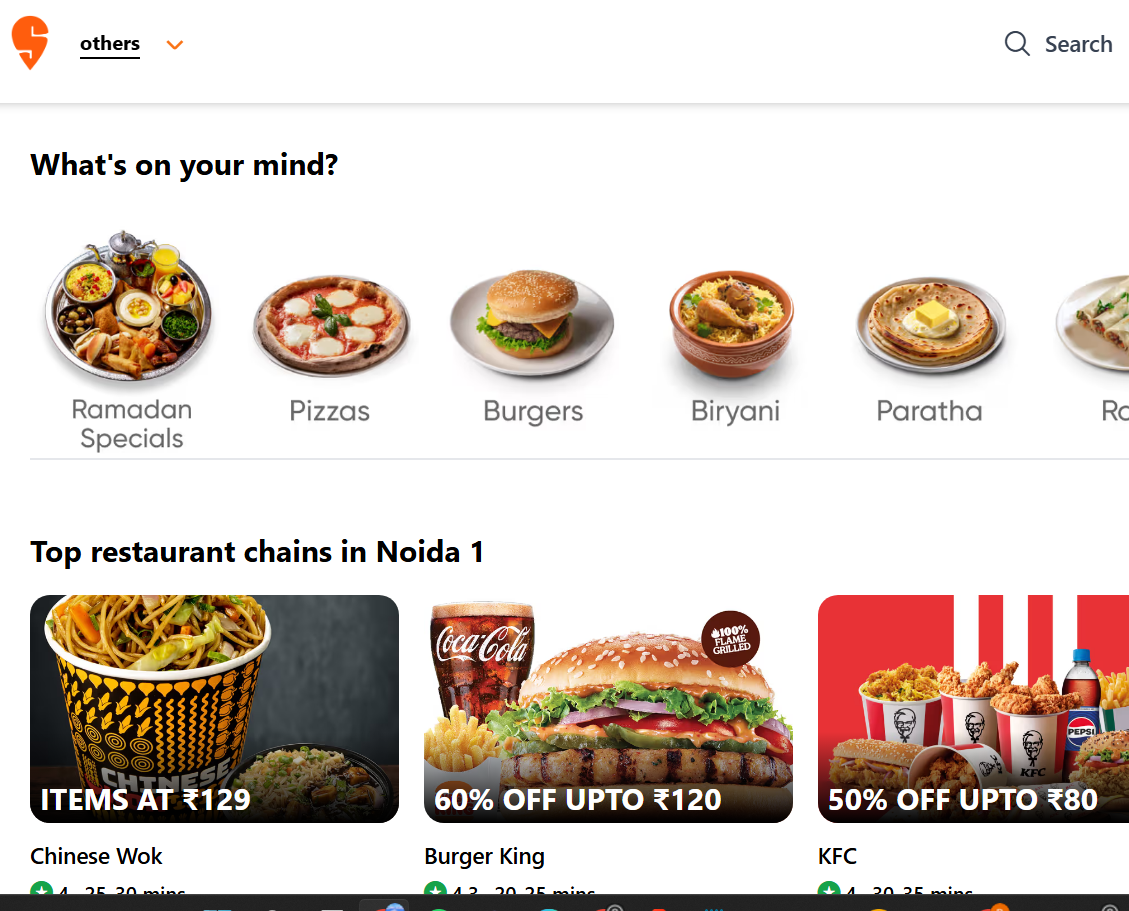 others
Search
What's on your mind?
Ramadan
Specials
Pizzas
Burgers
Biryani
Paratha
Top restaurant chains in Noida 1
Coca-Cola
100%
FLAME
GRILLED
PEPSI
KFC
CHINESE
ITEMS AT ₹129
60% OFF UPTO ₹120
50% OFF UPTO ₹80
Chinese Wok
Burger King
KFC
4 25-30 mins
4.3 20-25 mins
4 30-35 mins